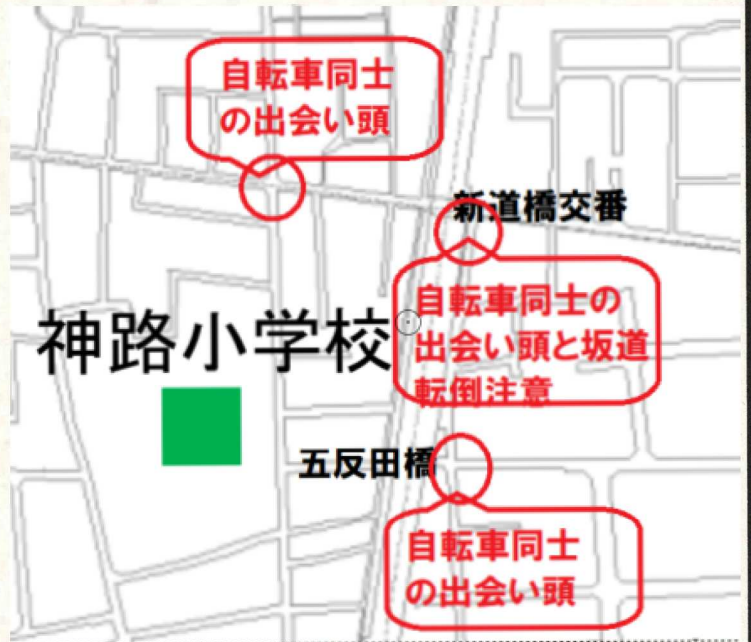 自転車同士
の出会い頭
新道橋交番
自転車同士の
出会い頭と坂道
転倒注意
神路小学校
五反田橋
自転車同士
の出会い頭